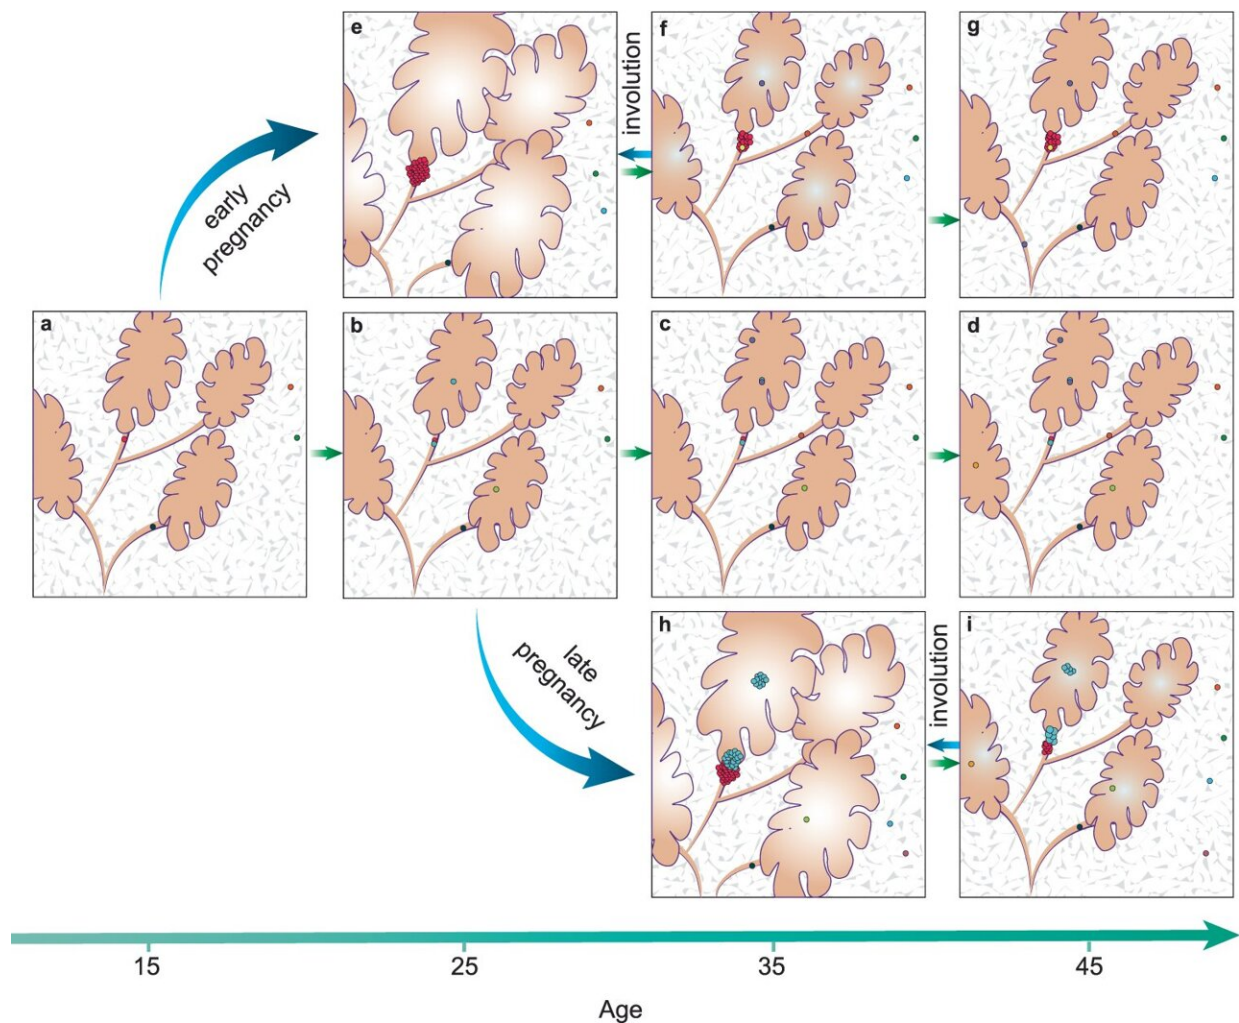 e
involution
f
g
early
pregnancy
a
b
c
d
late
pregnancy
h
involution
i
15
25
35
45
Age